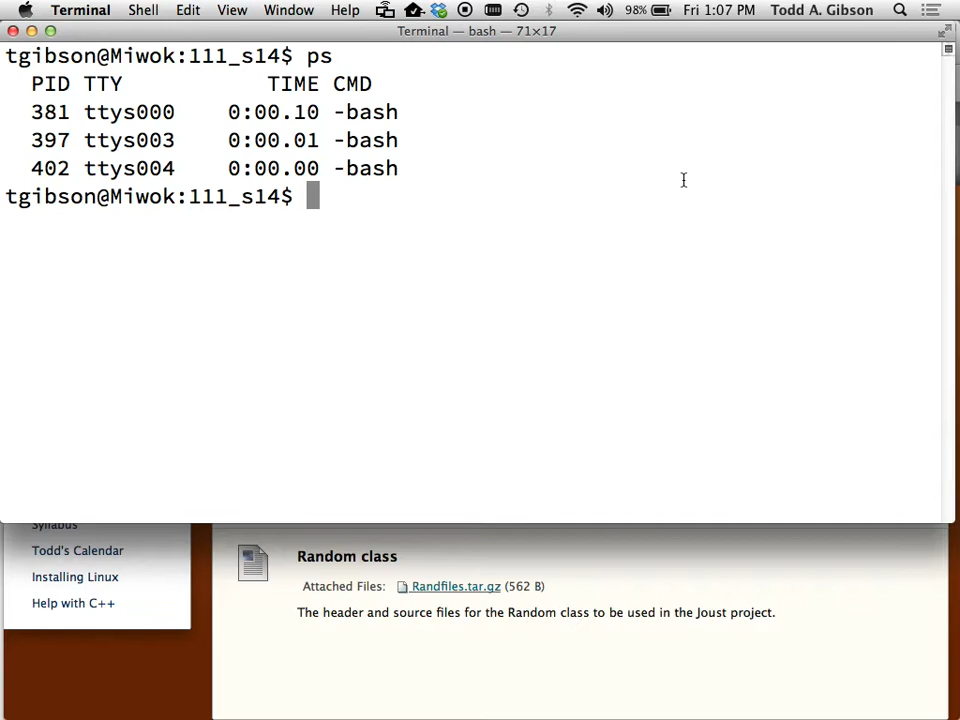 Terminal Shell Edit View Window Help 98% Fri 1:07 PM Todd A. Gibson
Terminal — bash — 71×17
tgibson@Miwok:111_s14$ ps
PID TTY TIME CMD
381 ttys000 0:00.10 -bash
397 ttys003 0:00.01 -bash
402 ttys004 0:00.00 -bash
tgibson@Miwok:111_s14$
Syllabus
Todd's Calendar
Installing Linux
Help with C++
Random class
Attached Files: Randfiles.tar.gz (562 B)
The header and source files for the Random class to be used in the Joust project.